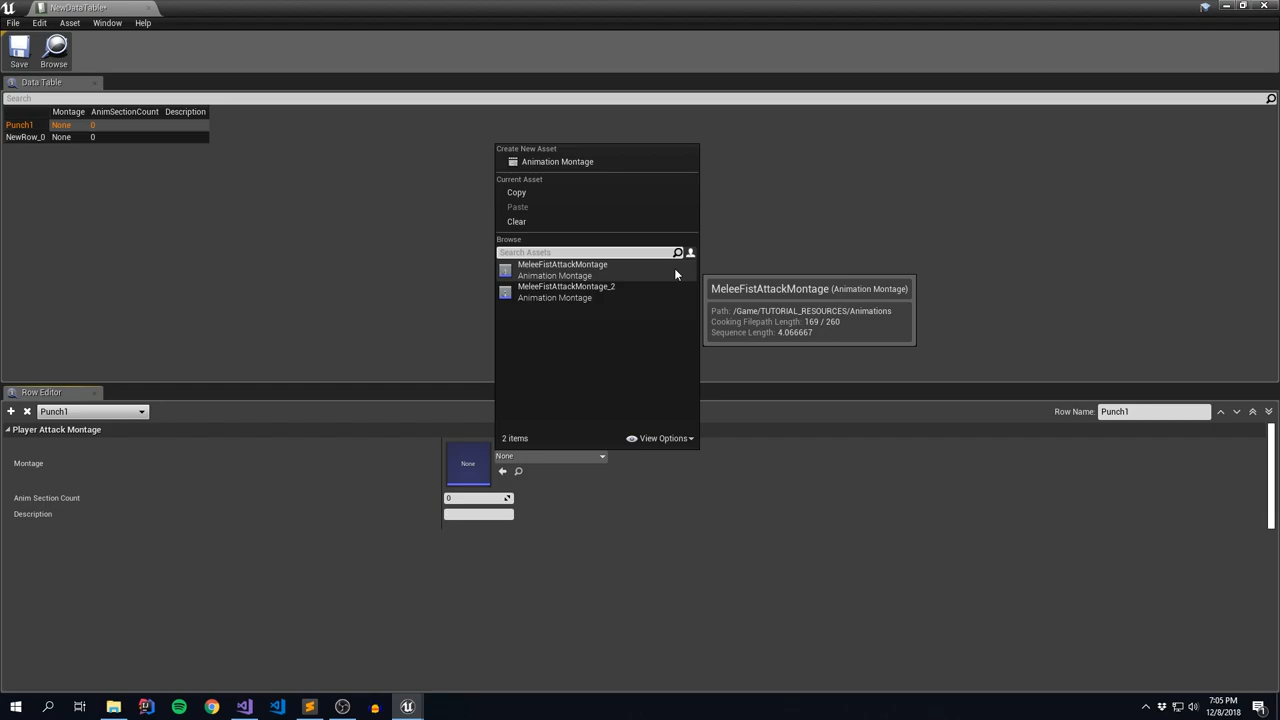 NewDataTable*
File Edit Asset Window Help
Save Browse
Data Table
Search
Montage AnimSectionCount Description
Punch1 None 0
NewRow_0 None 0
Create New Asset
Animation Montage
Current Asset
Copy
Paste
Clear
Browse
Search Assets
MeleeFistAttackMontage
Animation Montage
MeleeFistAttackMontage_2
Animation Montage
2 items View Options
MeleeFistAttackMontage (Animation Montage)
Path: /Game/TUTORIAL_RESOURCES/Animations
Cooking Filepath Length: 169 / 260
Sequence Length: 4.066667
Row Editor
Punch1 Row Name: Punch1
Player Attack Montage
Montage None None
Anim Section Count 0
Description
7:05 PM
12/8/2018